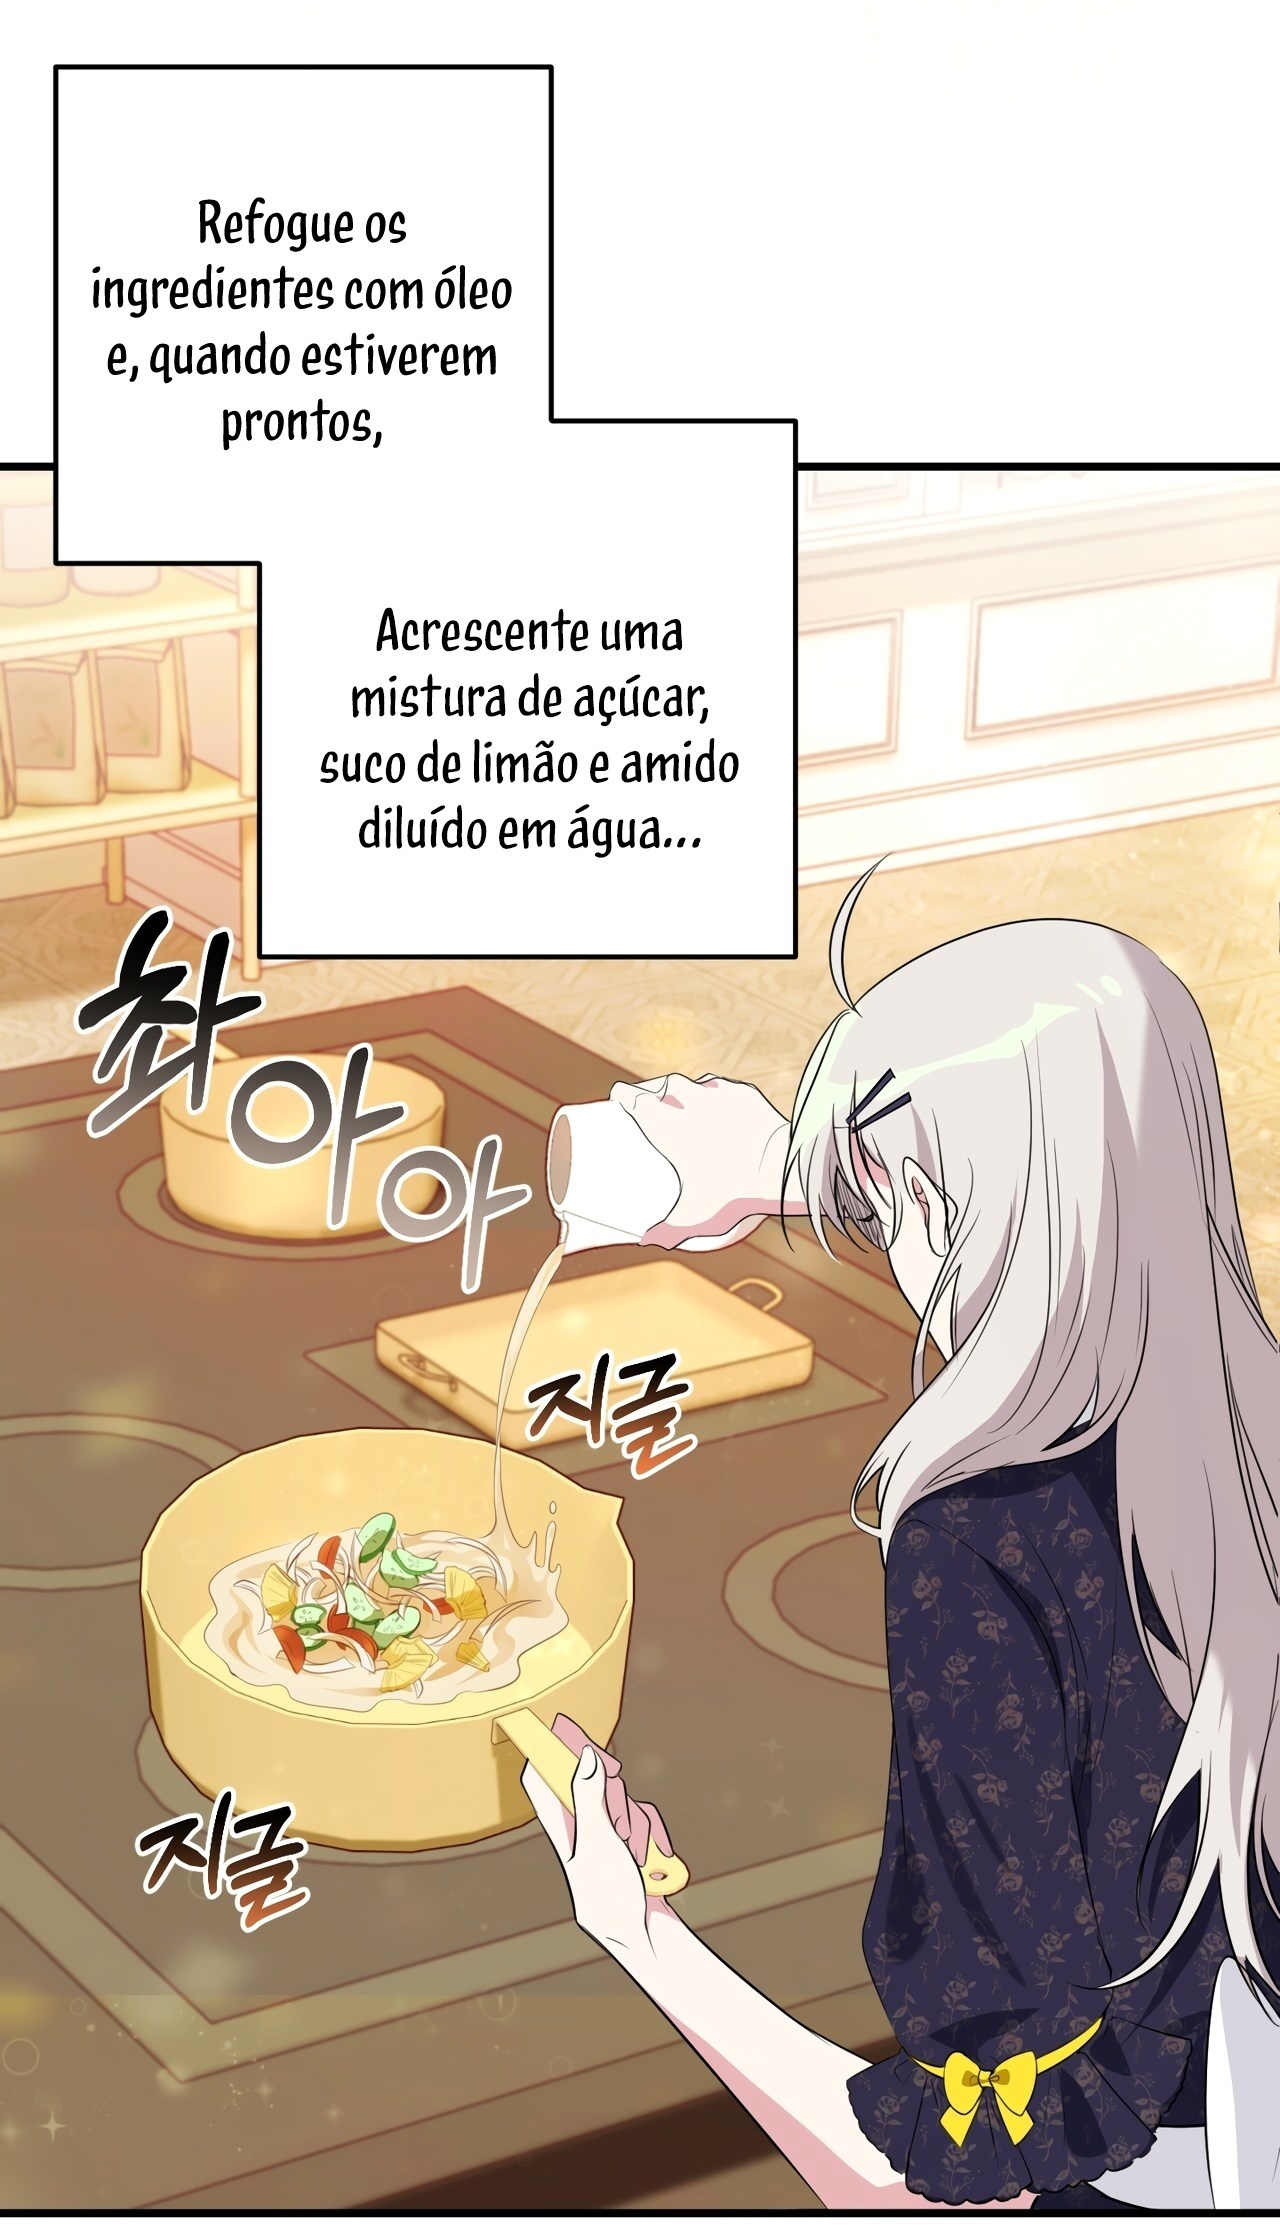 Refogue os
ingredientes com óleo
e, quando estiverem
prontos,
Acrescente uma
mistura de açúcar,
suco de limão e amido
diluído em água...
촤
아
아
지글
지글